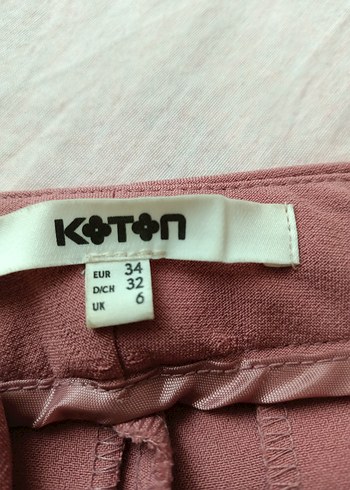 KOTON
EUR 34
D/CH 32
UK 6